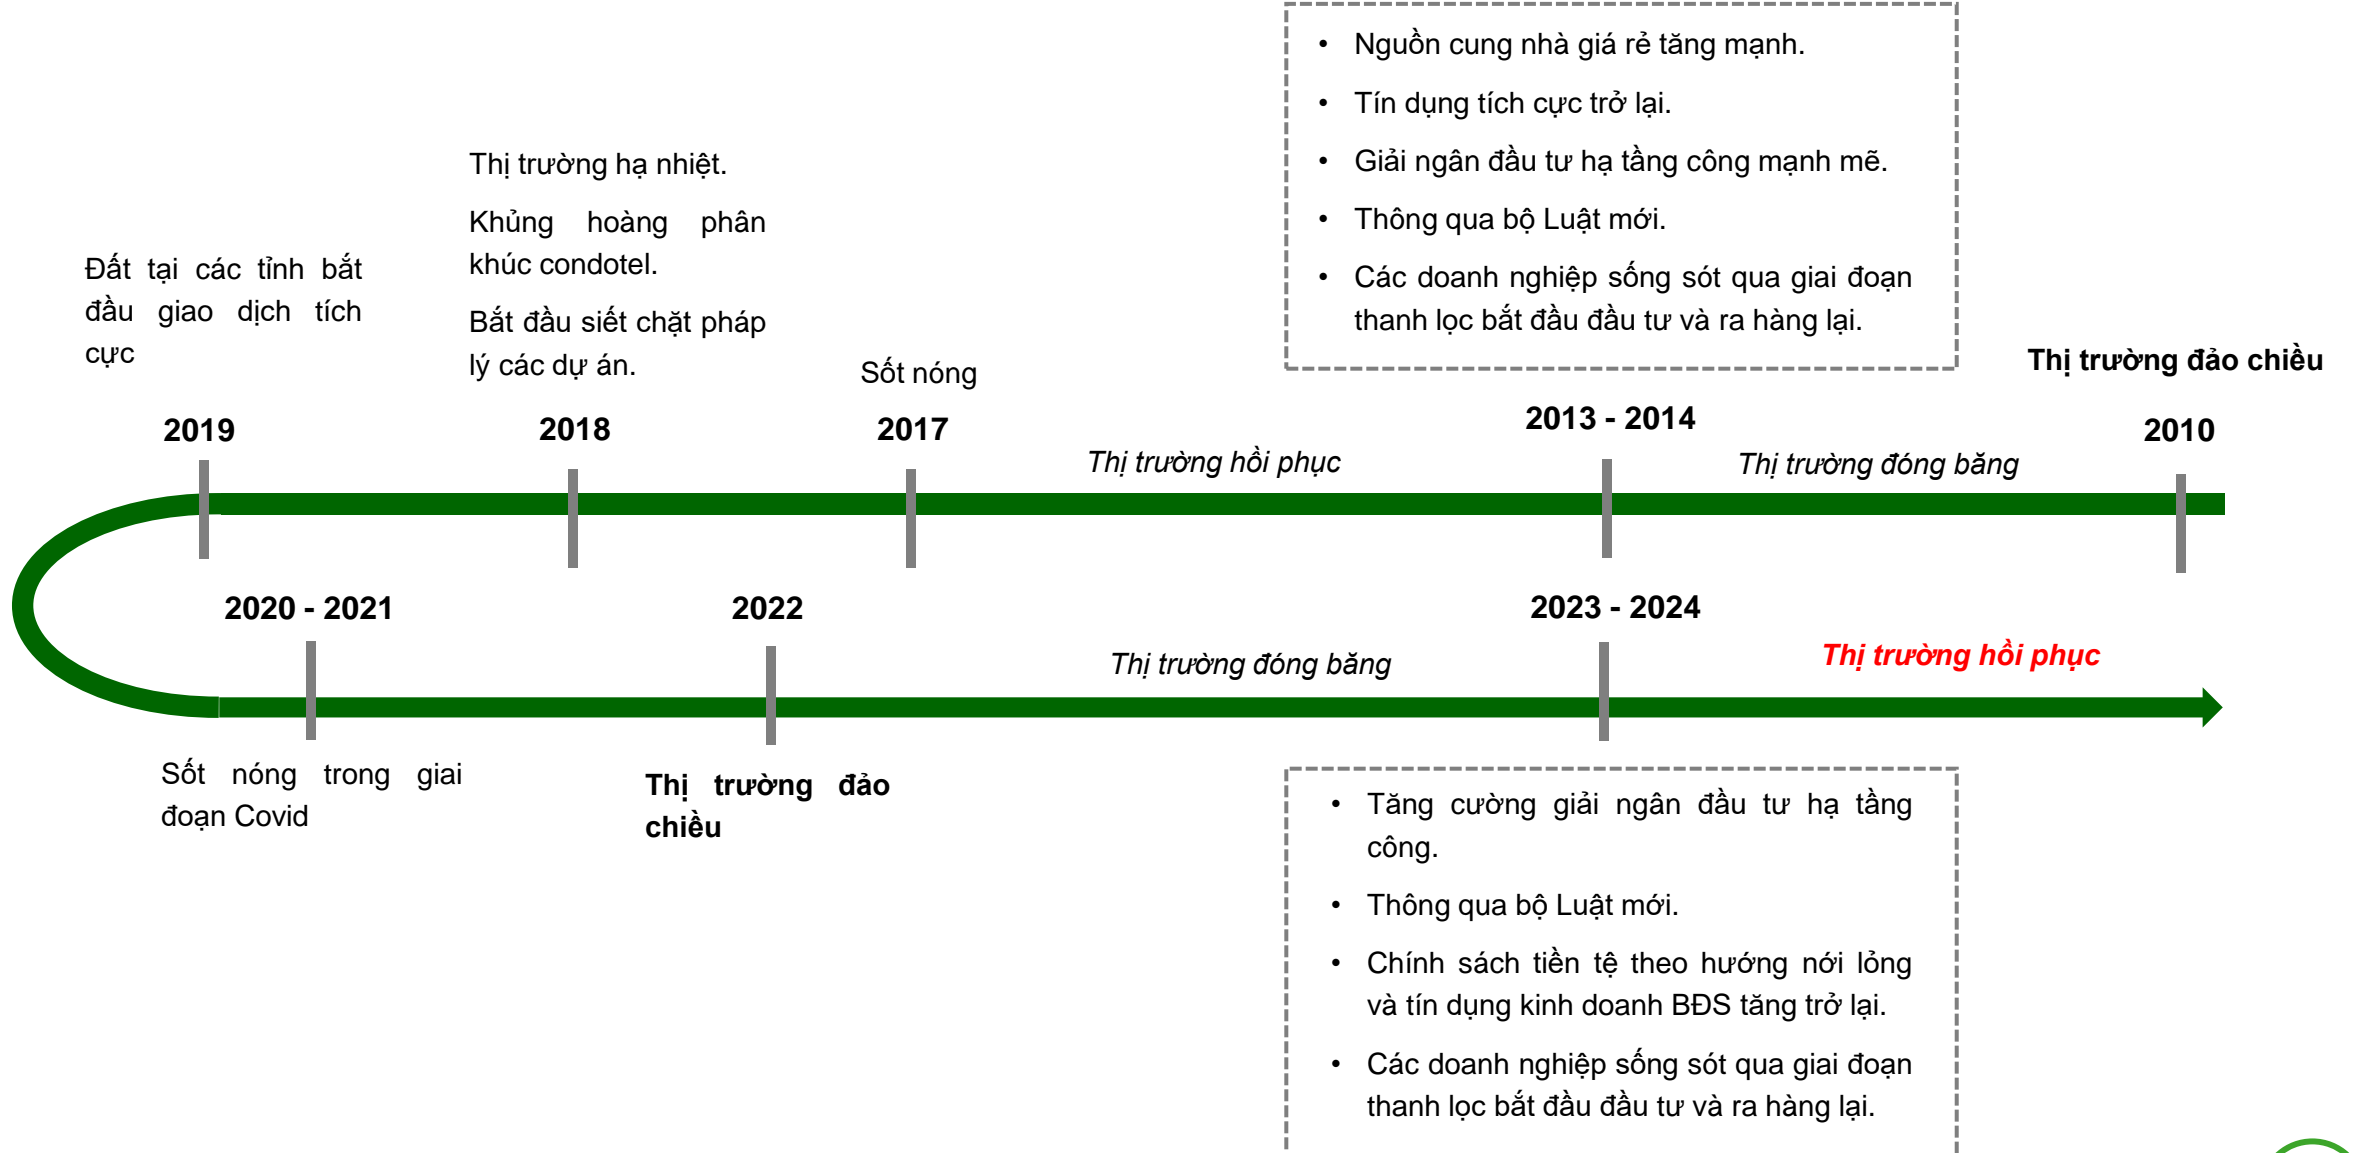 • Nguồn cung nhà giá rẻ tăng mạnh.
• Tín dụng tích cực trở lại.
• Giải ngân đầu tư hạ tầng công mạnh mẽ.
• Thông qua bộ Luật mới.
• Các doanh nghiệp sống sót qua giai đoạn
thanh lọc bắt đầu đầu tư và ra hàng lại.
Thị trường hạ nhiệt.
Khủng hoàng phân
khúc condotel.
Bắt đầu siết chặt pháp
lý các dự án.
Đất tại các tỉnh bắt
đầu giao dịch tích
cực
Sốt nóng
Thị trường đảo chiều
2019
2018
2017
2013 - 2014
2010
Thị trường hồi phục
Thị trường đóng băng
2020 - 2021
2022
2023 - 2024
Thị trường đóng băng
Thị trường hồi phục
Sốt nóng trong giai
đoạn Covid
Thị trường đảo
chiều
• Tăng cường giải ngân đầu tư hạ tầng
công.
• Thông qua bộ Luật mới.
• Chính sách tiền tệ theo hướng nới lỏng
và tín dụng kinh doanh BĐS tăng trở lại.
• Các doanh nghiệp sống sót qua giai đoạn
thanh lọc bắt đầu đầu tư và ra hàng lại.